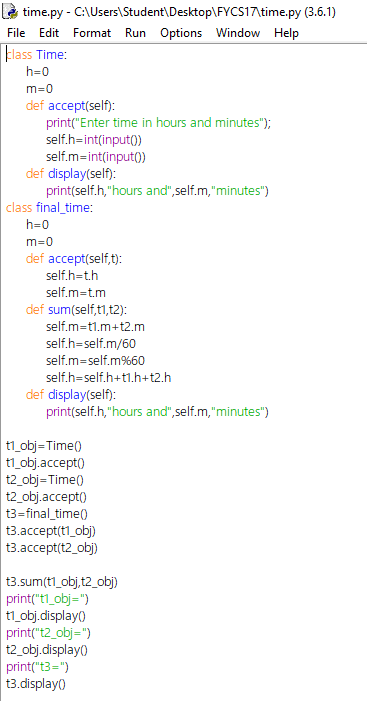 time.py - C:\Users\Student\Desktop\FYCS17\time.py (3.6.1)
File Edit Format Run Options Window Help
class Time:
    h=0
    m=0
    def accept(self):
        print("Enter time in hours and minutes");
        self.h=int(input())
        self.m=int(input())
    def display(self):
        print(self.h,"hours and",self.m,"minutes")
class final_time:
    h=0
    m=0
    def accept(self,t):
        self.h=t.h
        self.m=t.m
    def sum(self,t1,t2):
        self.m=t1.m+t2.m
        self.h=self.m/60
        self.m=self.m%60
        self.h=self.h+t1.h+t2.h
    def display(self):
        print(self.h,"hours and",self.m,"minutes")

t1_obj=Time()
t1_obj.accept()
t2_obj=Time()
t2_obj.accept()
t3=final_time()
t3.accept(t1_obj)
t3.accept(t2_obj)

t3.sum(t1_obj,t2_obj)
print("t1_obj=")
t1_obj.display()
print("t2_obj=")
t2_obj.display()
print("t3=")
t3.display()